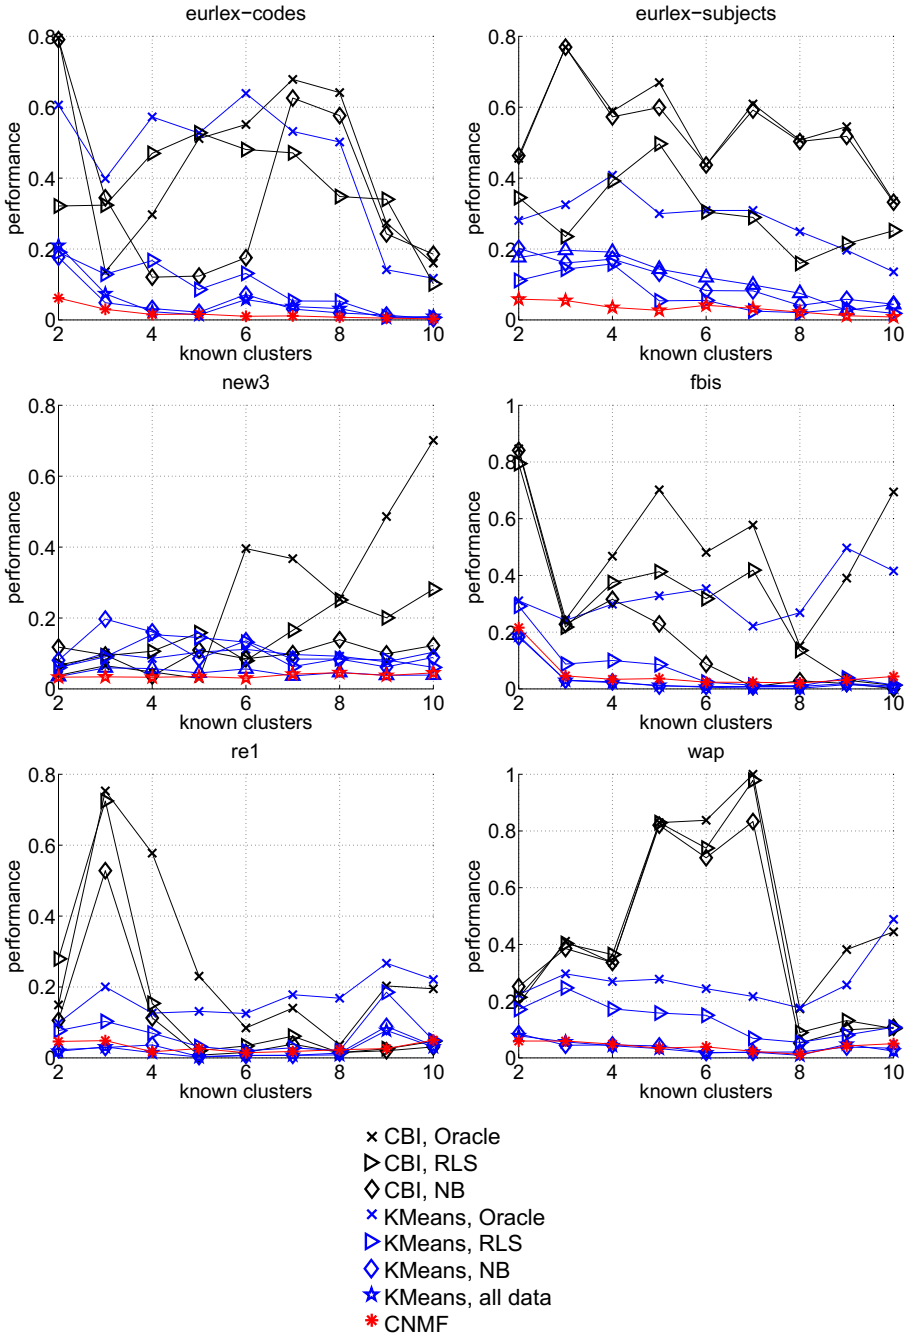 eurlex-codes
0.8
0.6
0.4
0.2
0
performance
2 4 6 8 10
known clusters
eurlex-subjects
0.8
0.6
0.4
0.2
0
performance
2 4 6 8 10
known clusters
new3
0.8
0.6
0.4
0.2
0
performance
2 4 6 8 10
known clusters
fbis
1
0.8
0.6
0.4
0.2
0
performance
2 4 6 8 10
known clusters
re1
0.8
0.6
0.4
0.2
0
performance
2 4 6 8 10
known clusters
wap
1
0.8
0.6
0.4
0.2
0
performance
2 4 6 8 10
known clusters
CBI, Oracle
CBI, RLS
CBI, NB
KMeans, Oracle
KMeans, RLS
KMeans, NB
KMeans, all data
CNMF